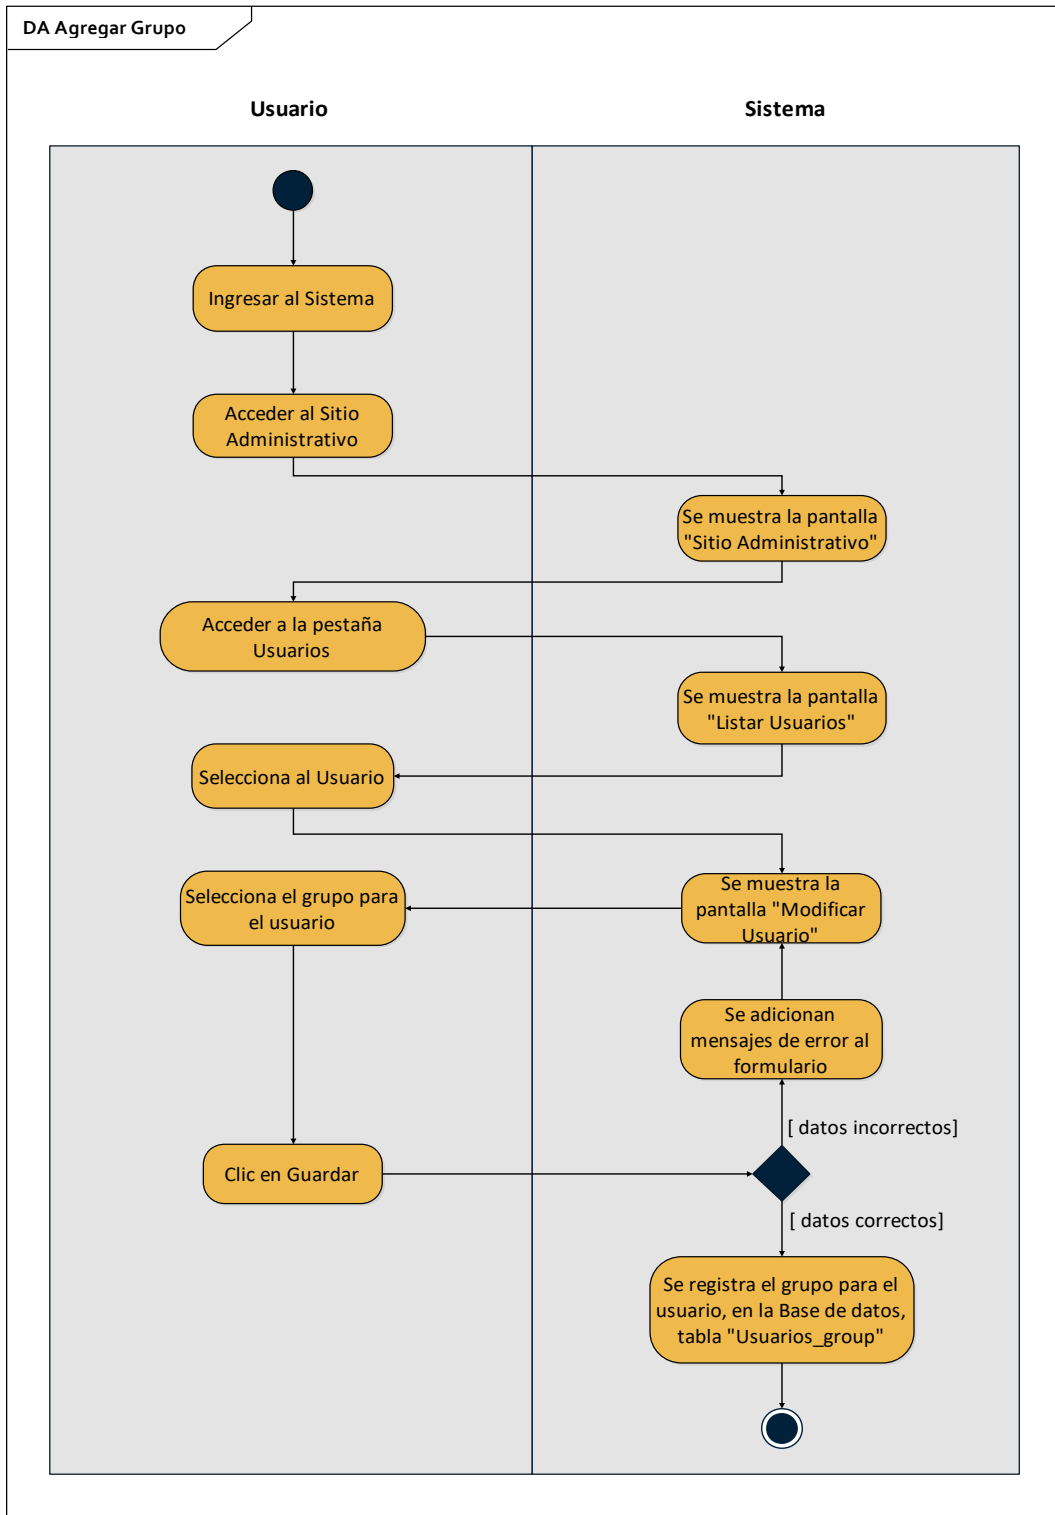 DA Agregar Grupo
Usuario
Sistema
Ingresar al Sistema
Acceder al Sitio
Administrativo
Se muestra la pantalla
"Sitio Administrativo"
Acceder a la pestaña
Usuarios
Se muestra la pantalla
"Listar Usuarios"
Selecciona al Usuario
Se muestra la
pantalla "Modificar
Usuario"
Selecciona el grupo para
el usuario
Se adicionan
mensajes de error al
formulario
[ datos incorrectos]
Clic en Guardar
[ datos correctos]
Se registra el grupo para el
usuario, en la Base de datos,
tabla "Usuarios_group"